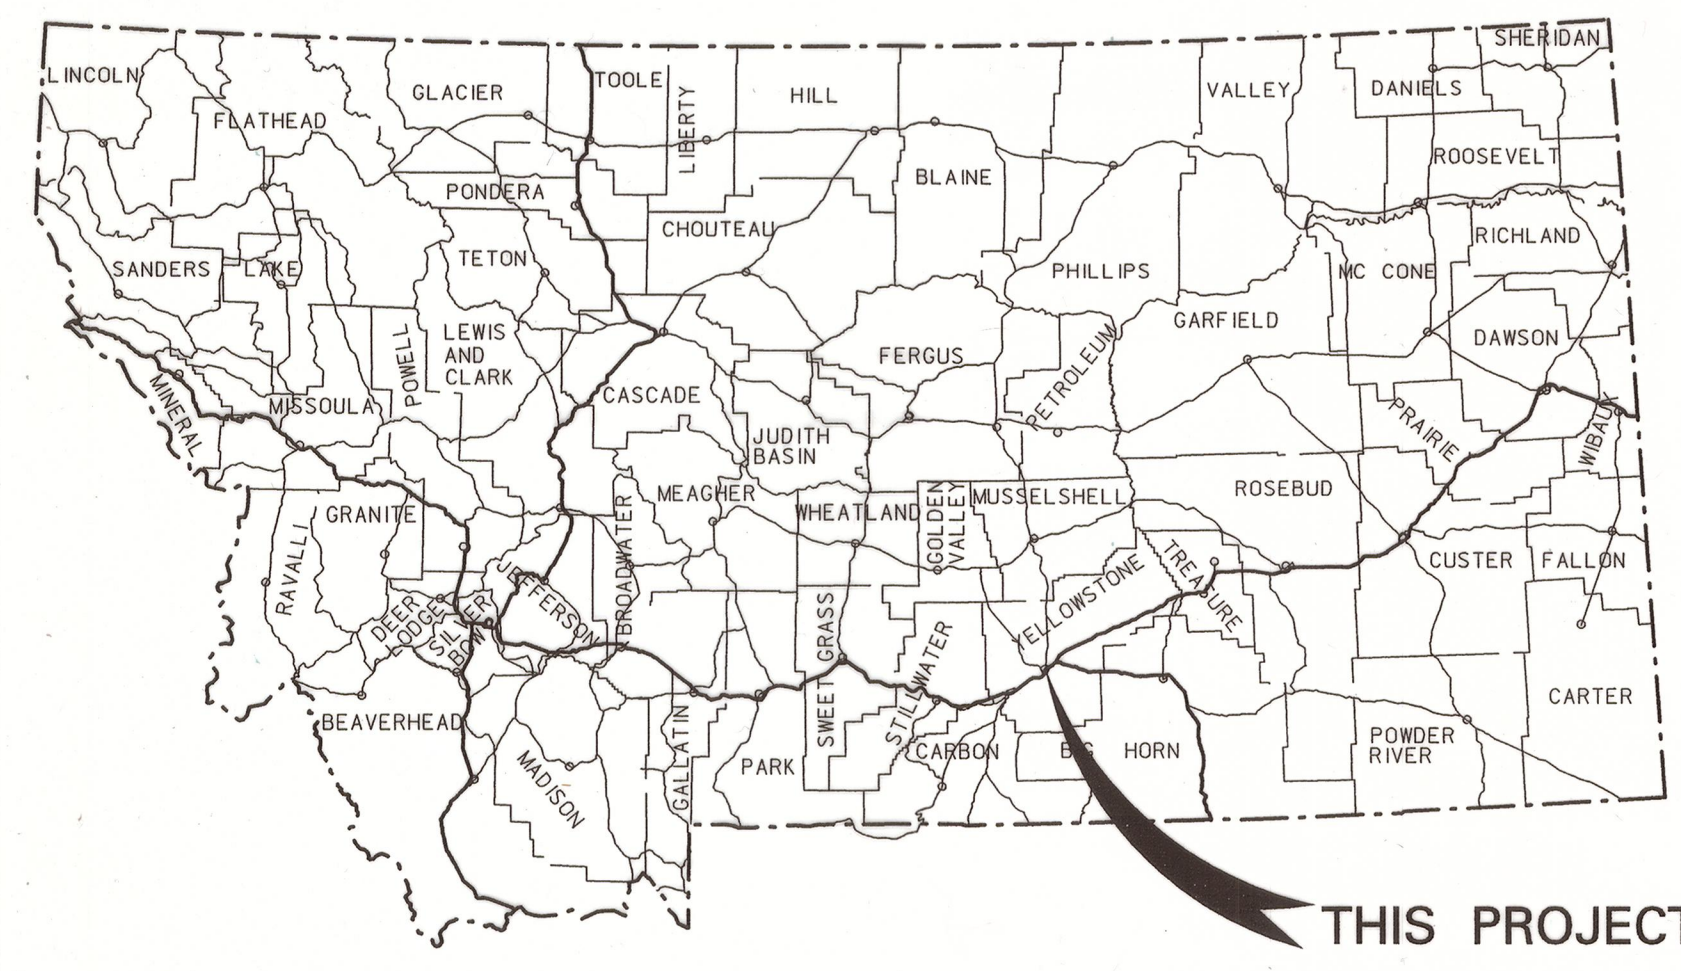 SHERIDAN
LINCOLN
GLACIER
TOOLE
LIBERTY
HILL
VALLEY
DANIELS
FLATHEAD
ROOSEVELT
PONDERA
BLAINE
CHOUTEAU
RICHLAND
SANDERS
LAKE
TETON
PHILLIPS
MC CONE
GARFIELD
LEWIS
AND
CLARK
POWELL
FERGUS
PETROLEUM
DAWSON
MINERAL
MISSOULA
CASCADE
JUDITH
BASIN
PRAIRIE
WIBAUX
MEAGHER
WHEATLAND
GOLDEN
VALLEY
MUSSELSHELL
ROSEBUD
GRANITE
RAVALLI
BROADWATER
JEFFERSON
DEER
LODGE
SILVER
BOW
YELLOWSTONE
TREASURE
CUSTER
FALLON
SWEET GRASS
STILLWATER
BEAVERHEAD
MADISON
GALLATIN
PARK
CARBON
BIG HORN
POWDER
RIVER
CARTER
THIS PROJECT